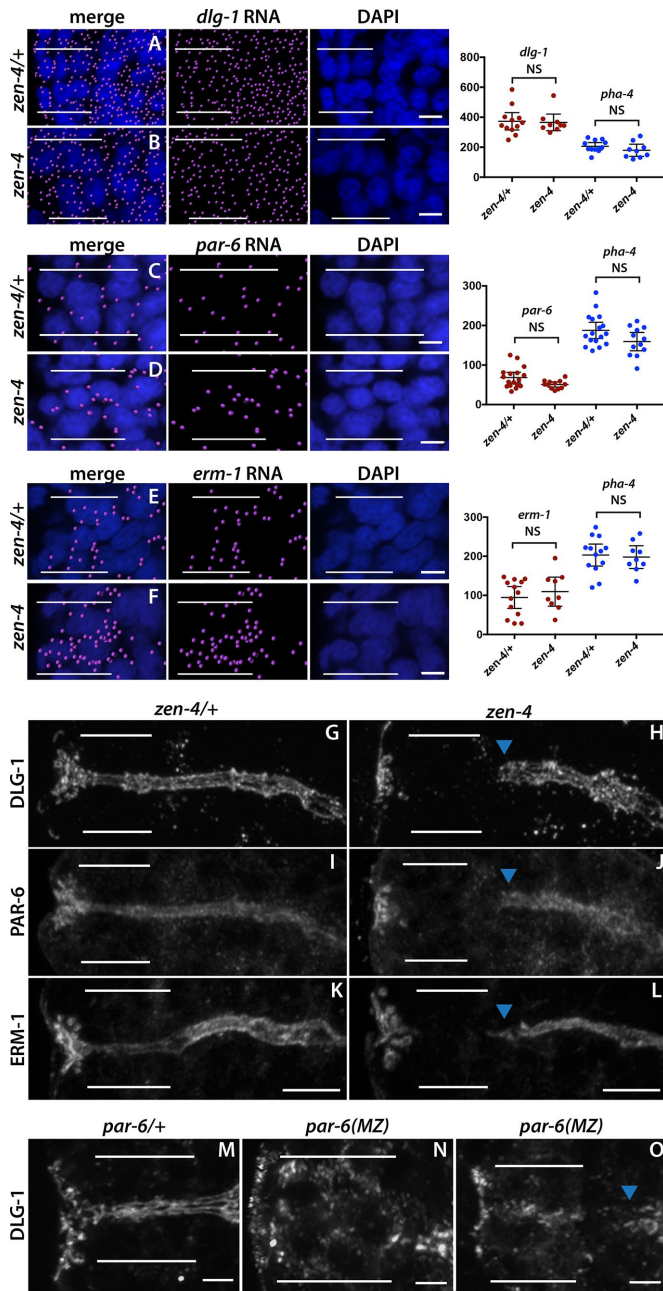 merge dlg-1 RNA DAPI
zen-4/+ A
zen-4 B
800
600
400
200
0
dlg-1
NS
pha-4
NS
zen-4/+ zen-4 zen-4/+ zen-4
merge par-6 RNA DAPI
zen-4/+ C
zen-4 D
300
200
100
0
par-6
NS
pha-4
NS
zen-4/+ zen-4 zen-4/+ zen-4
merge erm-1 RNA DAPI
zen-4/+ E
zen-4 F
300
200
100
0
erm-1
NS
pha-4
NS
zen-4/+ zen-4 zen-4/+ zen-4
zen-4/+ zen-4
DLG-1 G H
PAR-6 I J
ERM-1 K L
par-6/+ par-6(MZ) par-6(MZ)
DLG-1 M N O